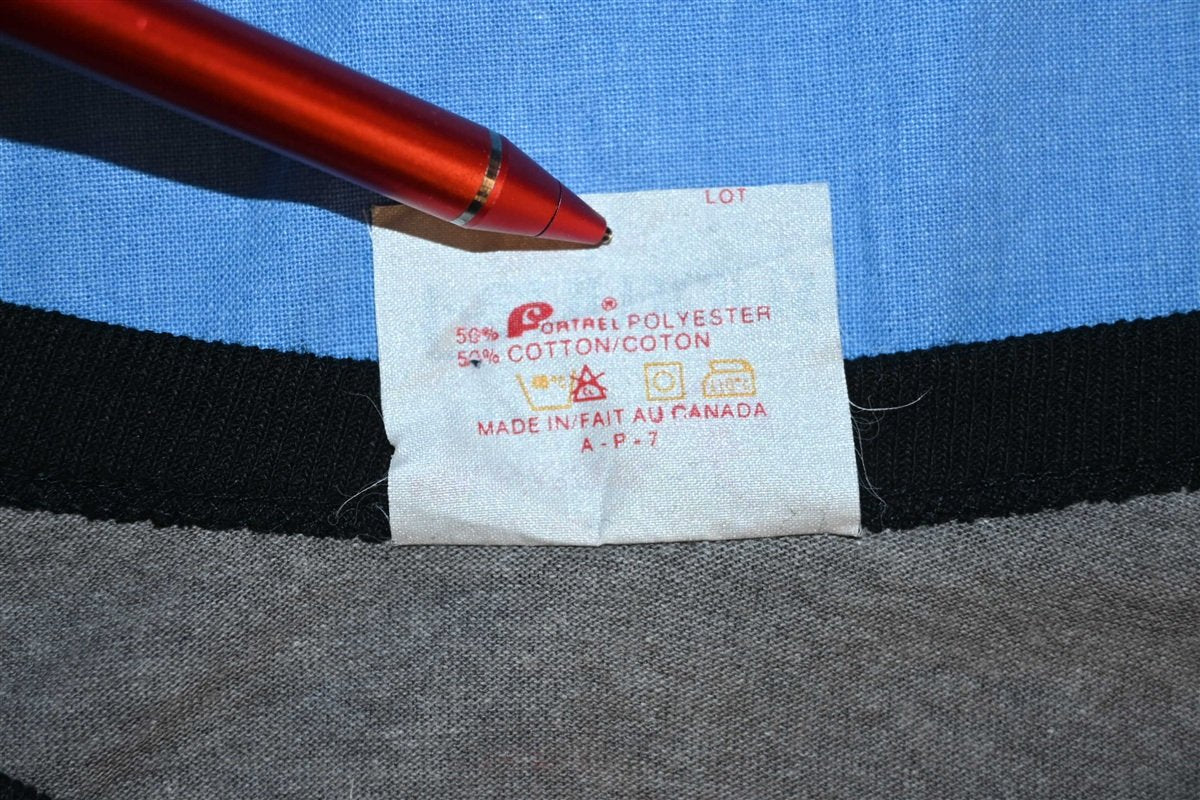 LOT
50% FORTREL® POLYESTER
50% COTTON/COTON
MADE IN/FAIT AU CANADA
A - P - 7